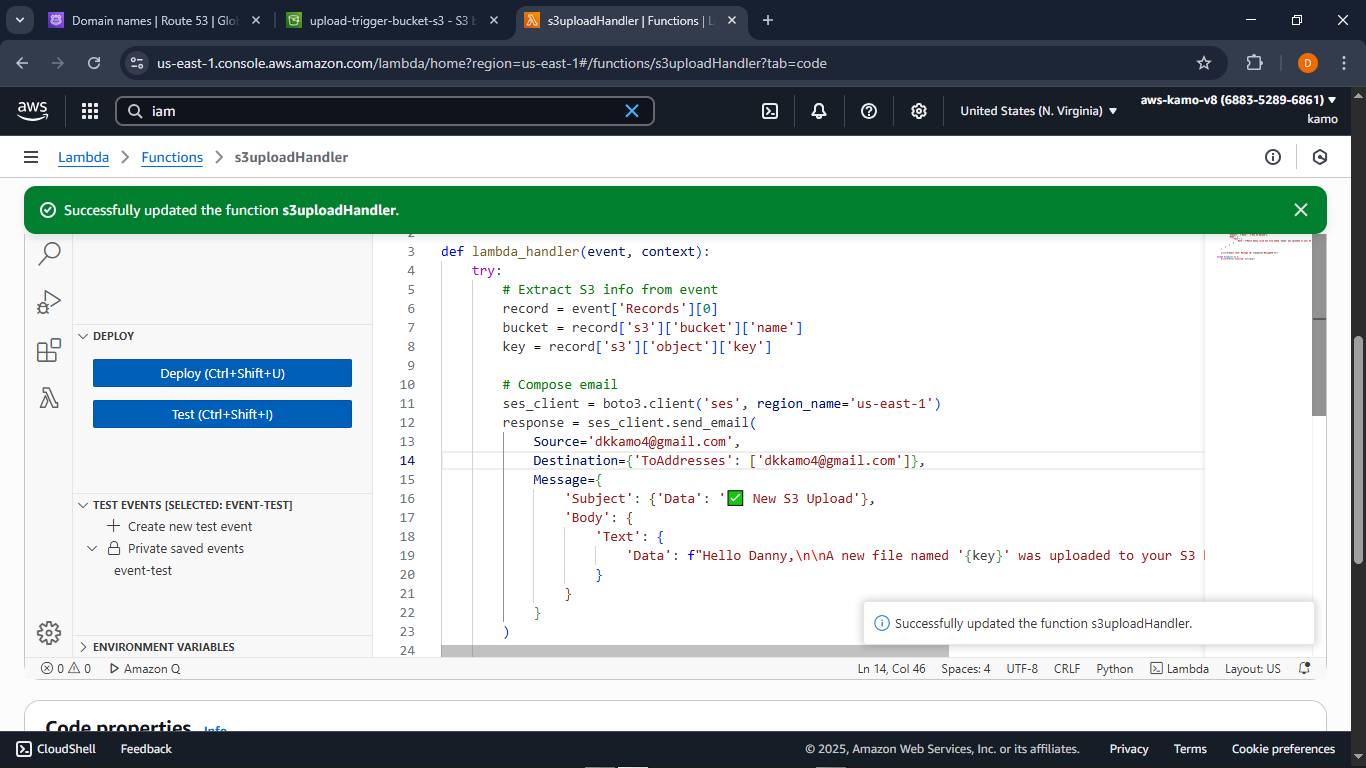 Domain names | Route 53 | Glo
upload-trigger-bucket-s3 - S3 b
s3uploadHandler | Functions | L
us-east-1.console.aws.amazon.com/lambda/home?region=us-east-1#/functions/s3uploadHandler?tab=code
D
aws
iam
United States (N. Virginia)
aws-kamo-v8 (6883-5289-6861)
kamo
Lambda
Functions
s3uploadHandler
Successfully updated the function s3uploadHandler.
DEPLOY
Deploy (Ctrl+Shift+U)
Test (Ctrl+Shift+I)
TEST EVENTS [SELECTED: EVENT-TEST]
Create new test event
Private saved events
event-test
ENVIRONMENT VARIABLES
2
3 def lambda_handler(event, context):
4 try:
5 # Extract S3 info from event
6 record = event['Records'][0]
7 bucket = record['s3']['bucket']['name']
8 key = record['s3']['object']['key']
9
10 # Compose email
11 ses_client = boto3.client('ses', region_name='us-east-1')
12 response = ses_client.send_email(
13 Source='dkkamo4@gmail.com',
14 Destination={'ToAddresses': ['dkkamo4@gmail.com']},
15 Message={
16 'Subject': {'Data': '✅ New S3 Upload'},
17 'Body': {
18 'Text': {
19 'Data': f"Hello Danny,\n\nA new file named '{key}' was uploaded to your S3 
20 }
21 }
22 }
23 )
24
Successfully updated the function s3uploadHandler.
0 0 Amazon Q
Ln 14, Col 46 Spaces: 4 UTF-8 CRLF Python Lambda Layout: US
Code properties Info
CloudShell Feedback
© 2025, Amazon Web Services, Inc. or its affiliates. Privacy Terms Cookie preferences